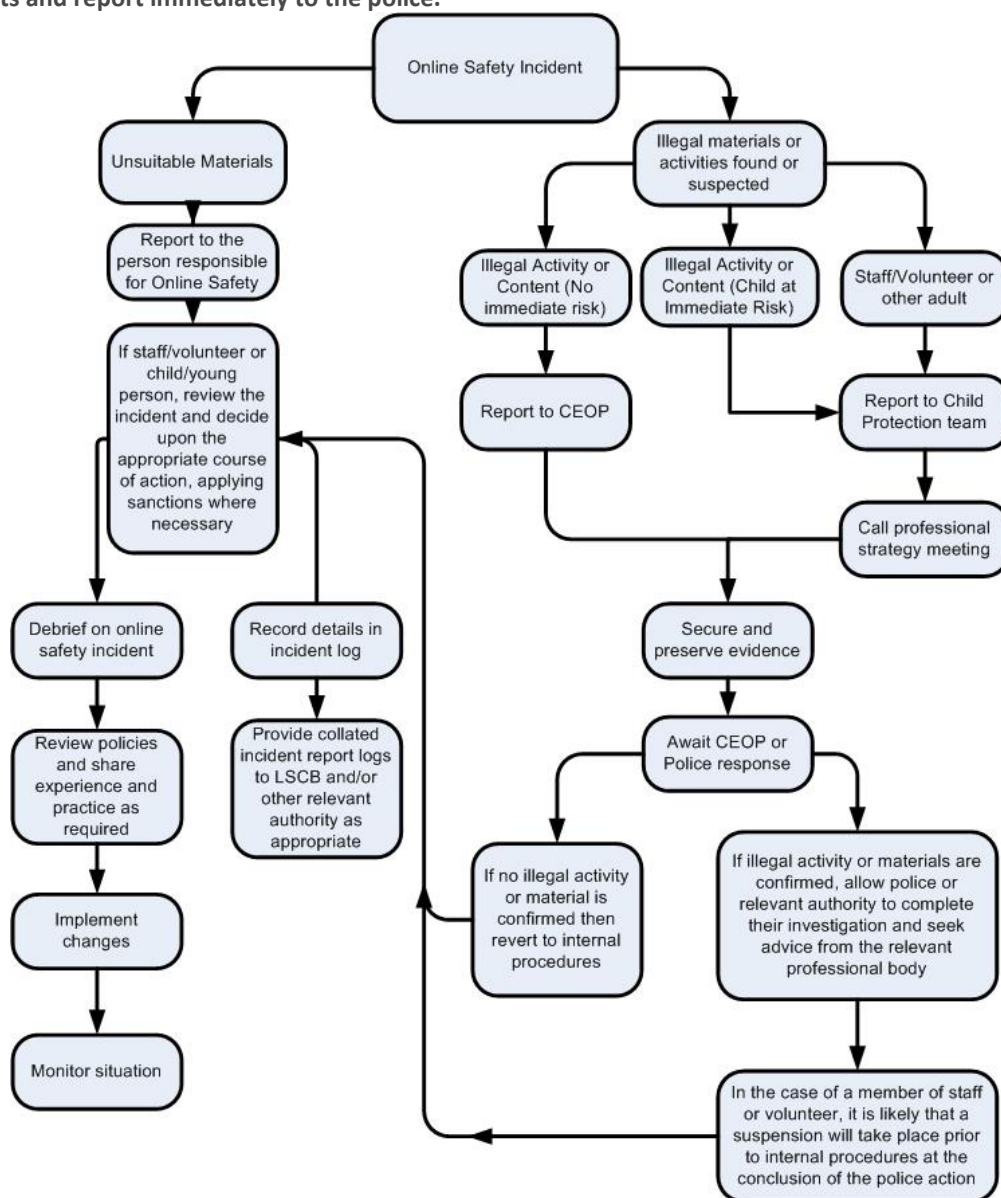 ts and report immediately to the police.
Online Safety Incident
Unsuitable Materials
Report to the
person responsible
for Online Safety
If staff/volunteer or
child/young
person, review the
incident and decide
upon the
appropriate course
of action, applying
sanctions where
necessary
Debrief on online
safety incident
Review policies
and share
experience and
practice as
required
Implement
changes
Monitor situation
Record details in
incident log
Provide collated
incident report logs
to LSCB and/or
other relevant
authority as
appropriate
Illegal materials or
activities found or
suspected
Illegal Activity or
Content (No
immediate risk)
Illegal Activity or
Content (Child at
Immediate Risk)
Staff/Volunteer or
other adult
Report to CEOP
Report to Child
Protection team
Call professional
strategy meeting
Secure and
preserve evidence
Await CEOP or
Police response
If no illegal activity
or material is
confirmed then
revert to internal
procedures
If illegal activity or materials are
confirmed, allow police or
relevant authority to complete
their investigation and seek
advice from the relevant
professional body
In the case of a member of staff
or volunteer, it is likely that a
suspension will take place prior
to internal procedures at the
conclusion of the police action